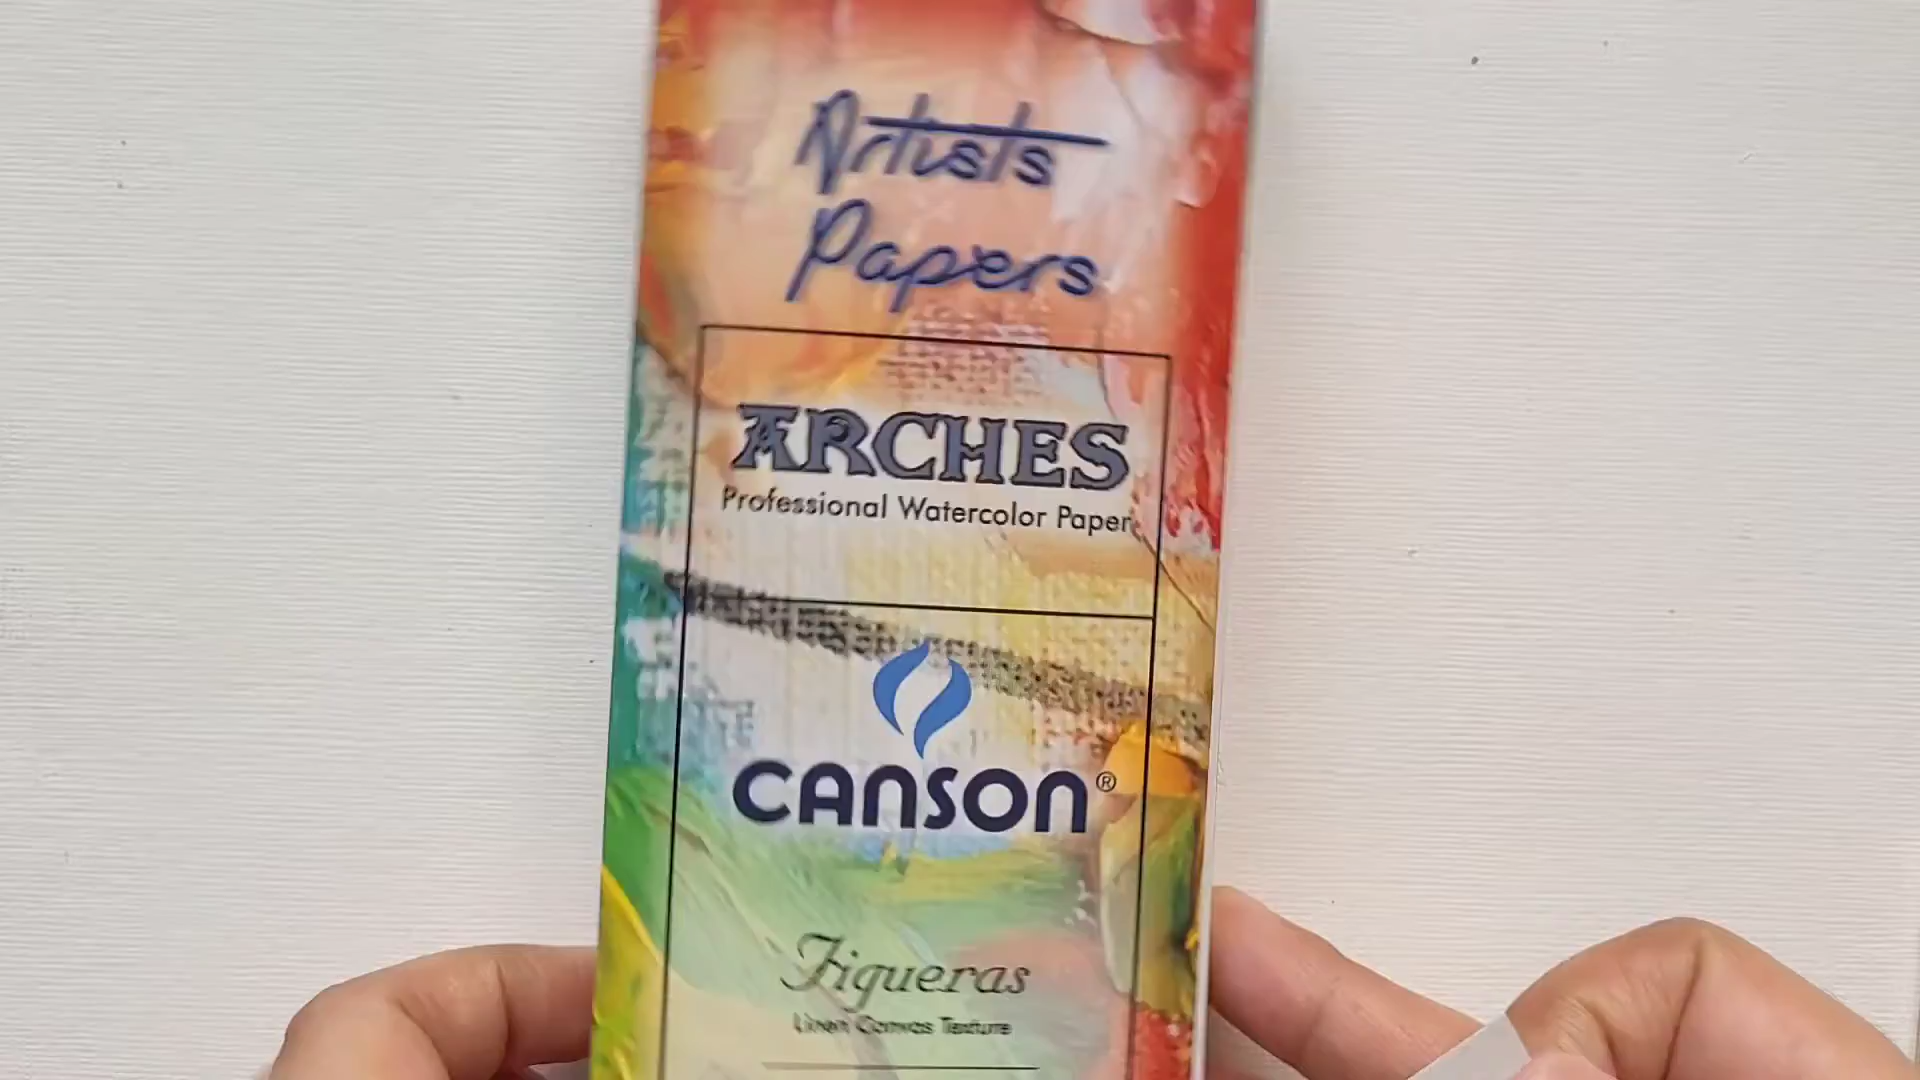 Artists
Papers
ARCHES
Professional Watercolor Paper
CANSON®
Figueras
Linen Canvas Texture